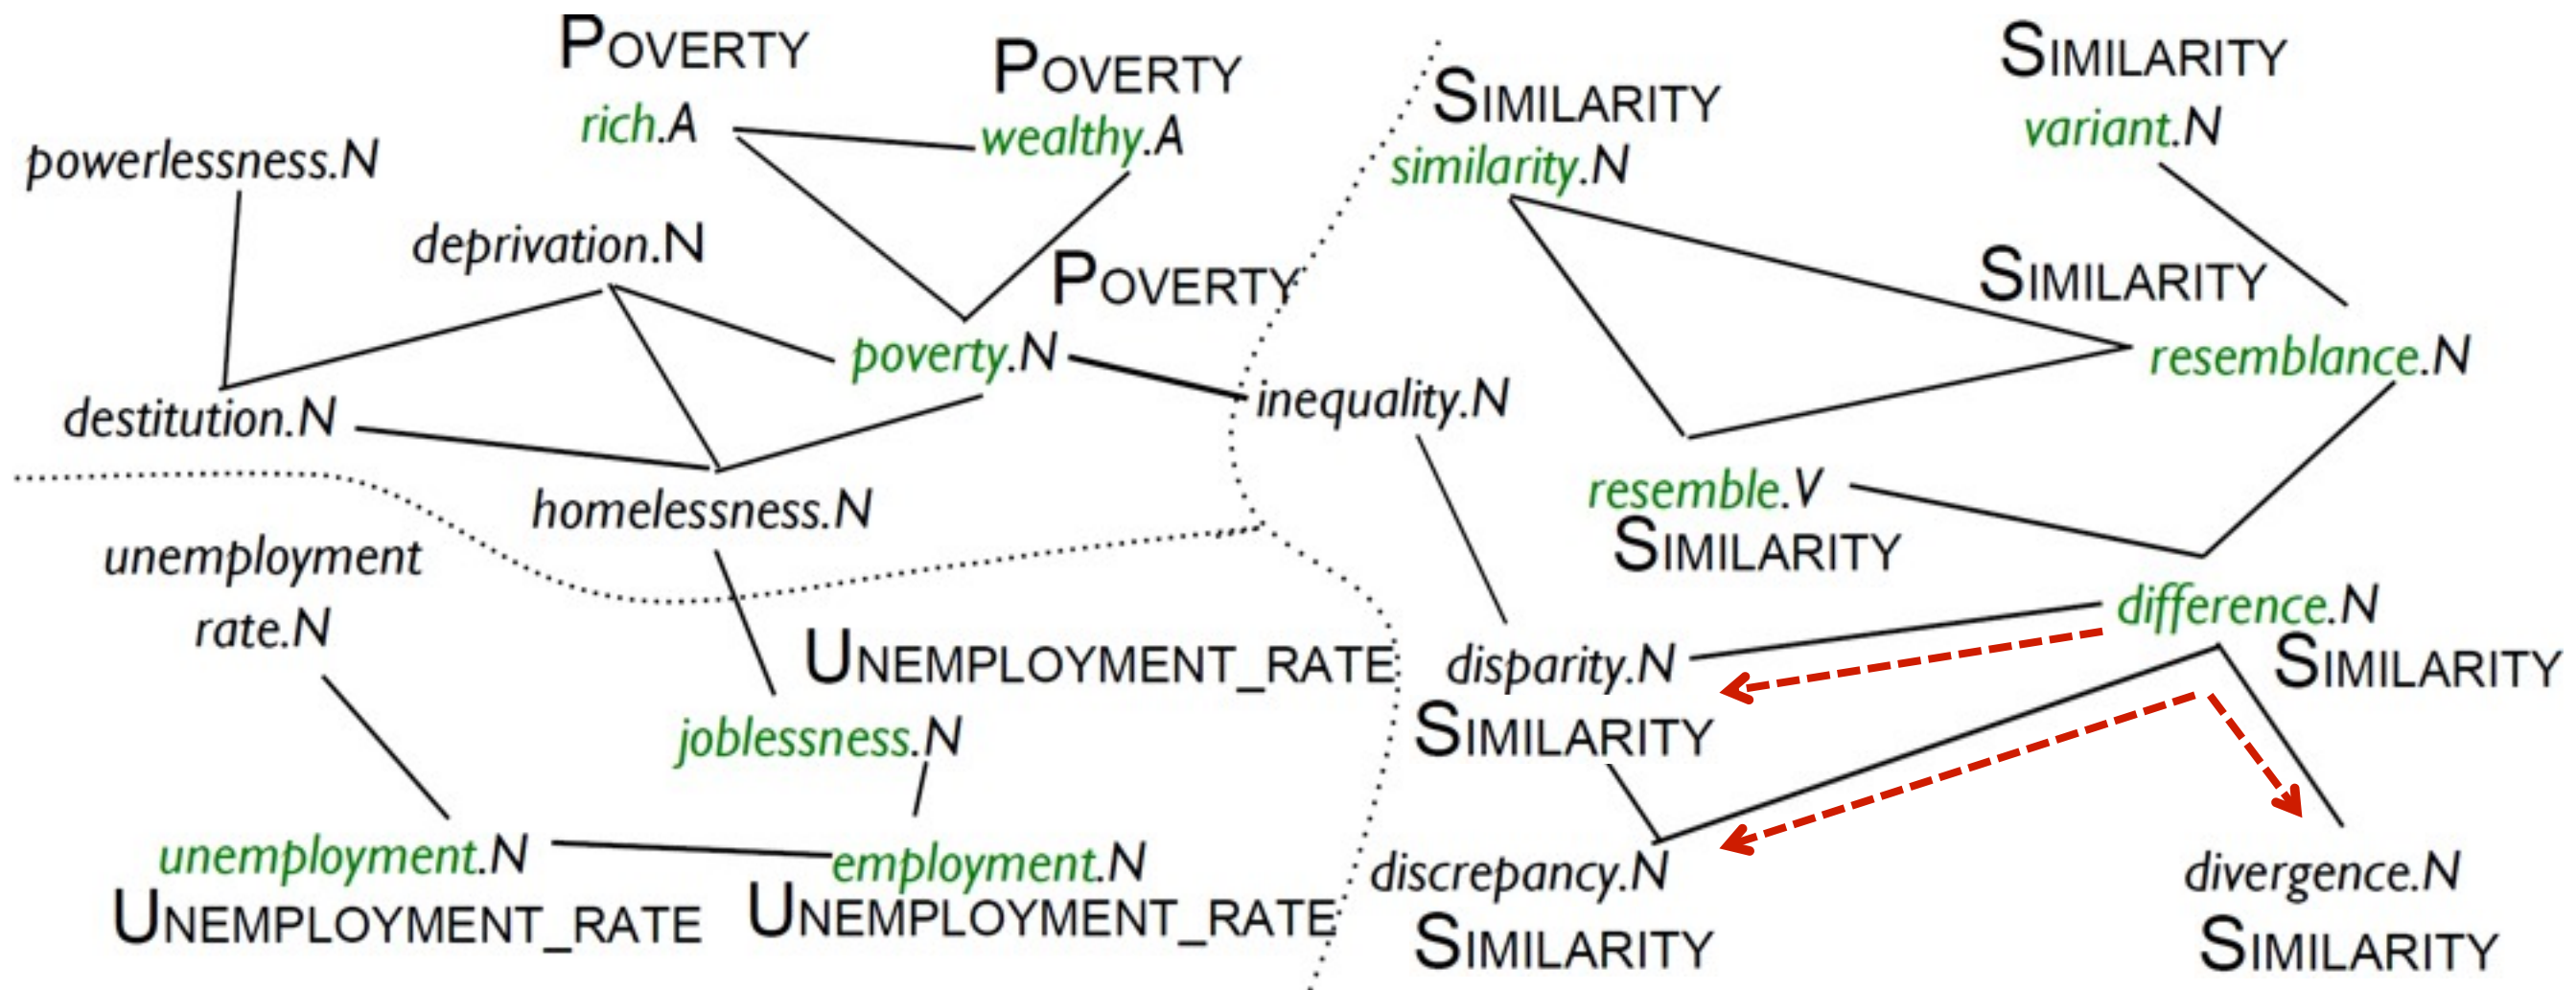 POVERTY
rich.A
POVERTY
wealthy.A
powerlessness.N
deprivation.N
POVERTY
poverty.N
destitution.N
homelessness.N
unemployment
rate.N
UNEMPLOYMENT_RATE
joblessness.N
unemployment.N
UNEMPLOYMENT_RATE
employment.N
UNEMPLOYMENT_RATE
SIMILARITY
similarity.N
SIMILARITY
variant.N
SIMILARITY
resemblance.N
inequality.N
resemble.V
SIMILARITY
difference.N
SIMILARITY
disparity.N
SIMILARITY
discrepancy.N
SIMILARITY
divergence.N
SIMILARITY